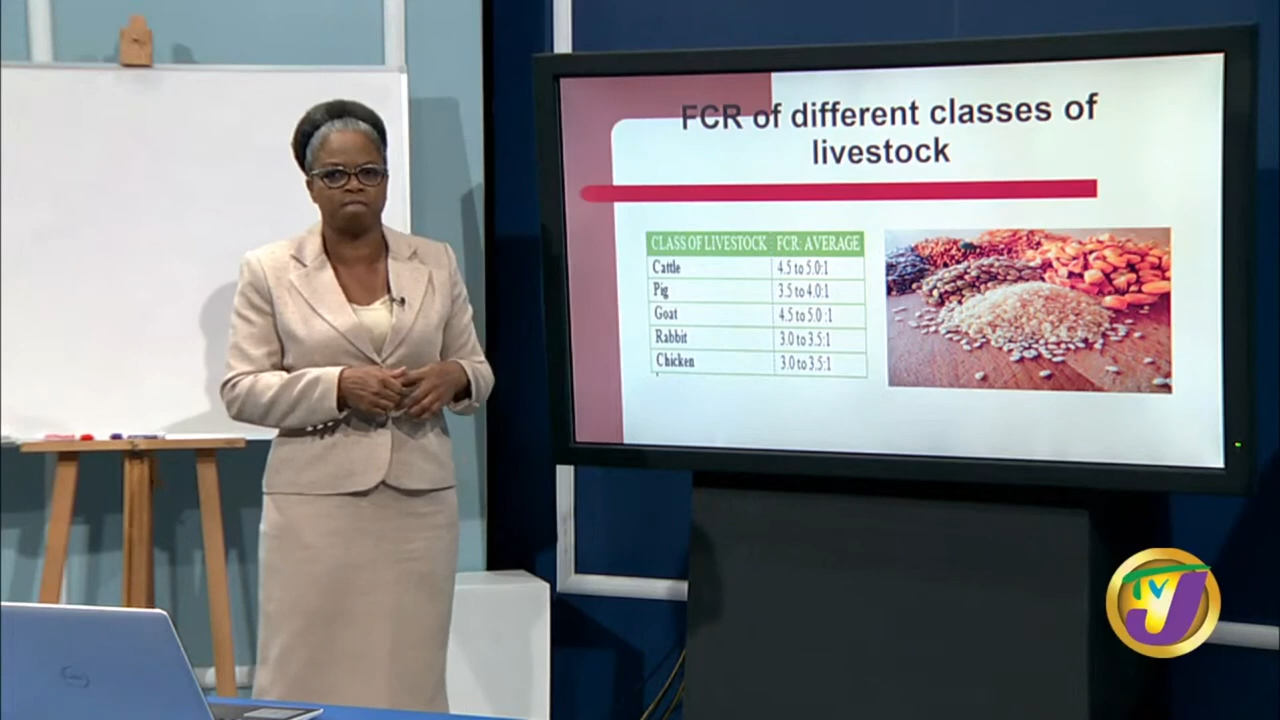 FCR of different classes of
livestock
CLASS OF LIVESTOCK FCR: AVERAGE
Cattle 4.5 to 5.0:1
Pig 3.5 to 4.0:1
Goat 4.5 to 5.0 :1
Rabbit 3.0 to 3.5:1
Chicken 3.0 to 3.5:1
TVJ